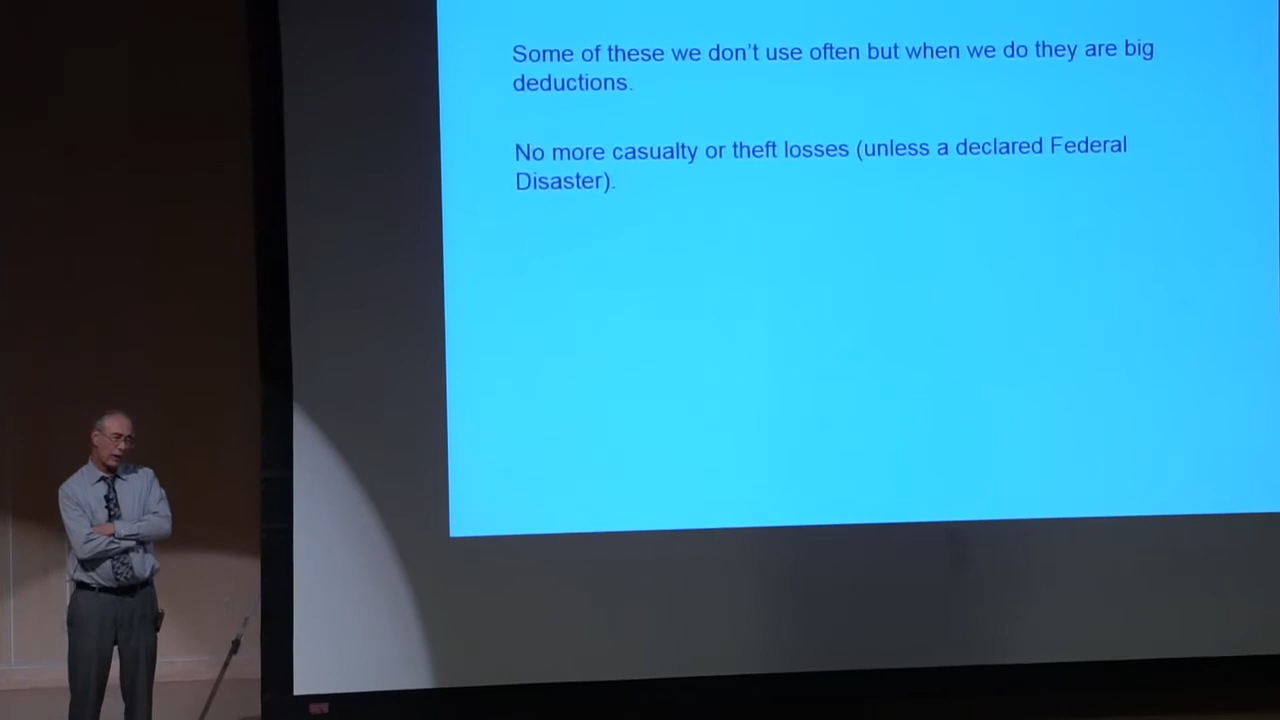 Some of these we don't use often but when we do they are big
deductions.
No more casualty or theft losses (unless a declared Federal
Disaster).